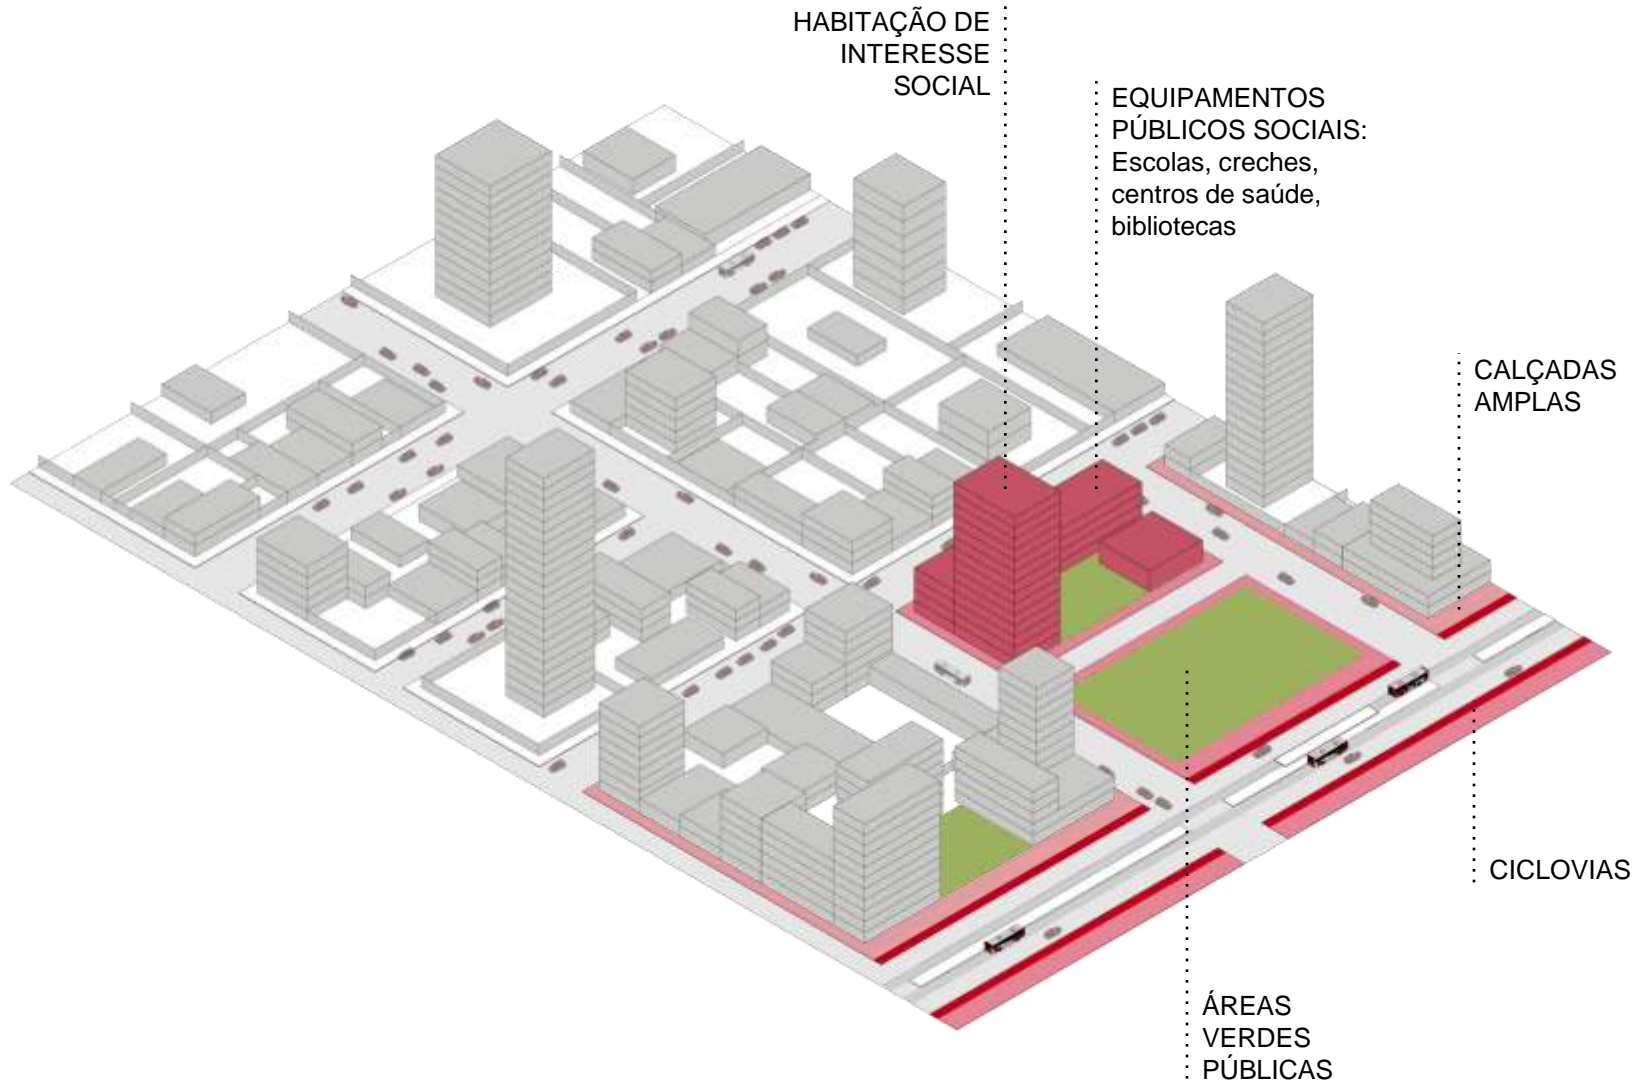 HABITAÇÃO DE
INTERESSE
SOCIAL
EQUIPAMENTOS
PÚBLICOS SOCIAIS:
Escolas, creches,
centros de saúde,
bibliotecas
CALÇADAS
AMPLAS
CICLOVIAS
ÁREAS
VERDES
PÚBLICAS